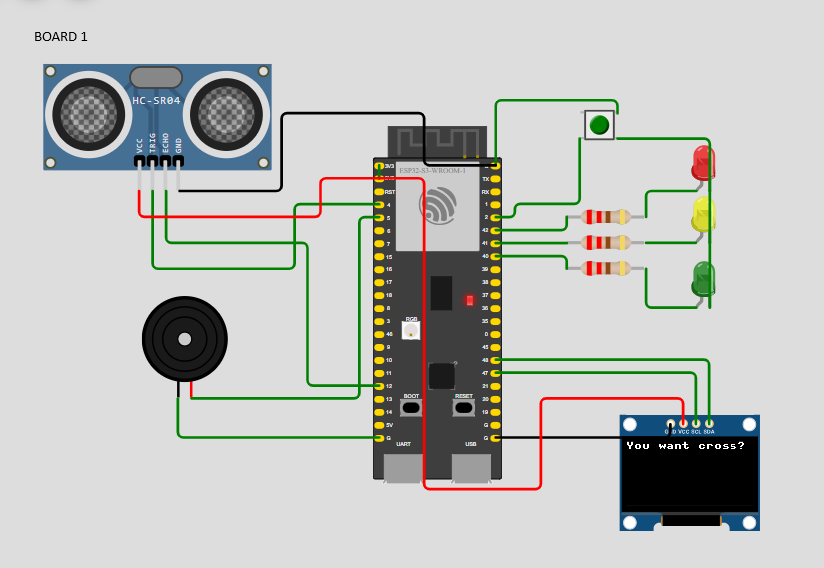 BOARD 1
HC-SR04
VCC
TRIG
ECHO
GND
ESP32-S3-WROOM-1
3V3
RST
4
5
6
7
15
16
17
18
8
3
46
9
10
11
12
13
14
5V
G
TX
RX
1
2
42
41
40
39
38
37
36
35
0
45
48
47
21
20
19
G
G
RGB
BOOT
RESET
UART
USB
GND VCC SCL SDA
You want cross?